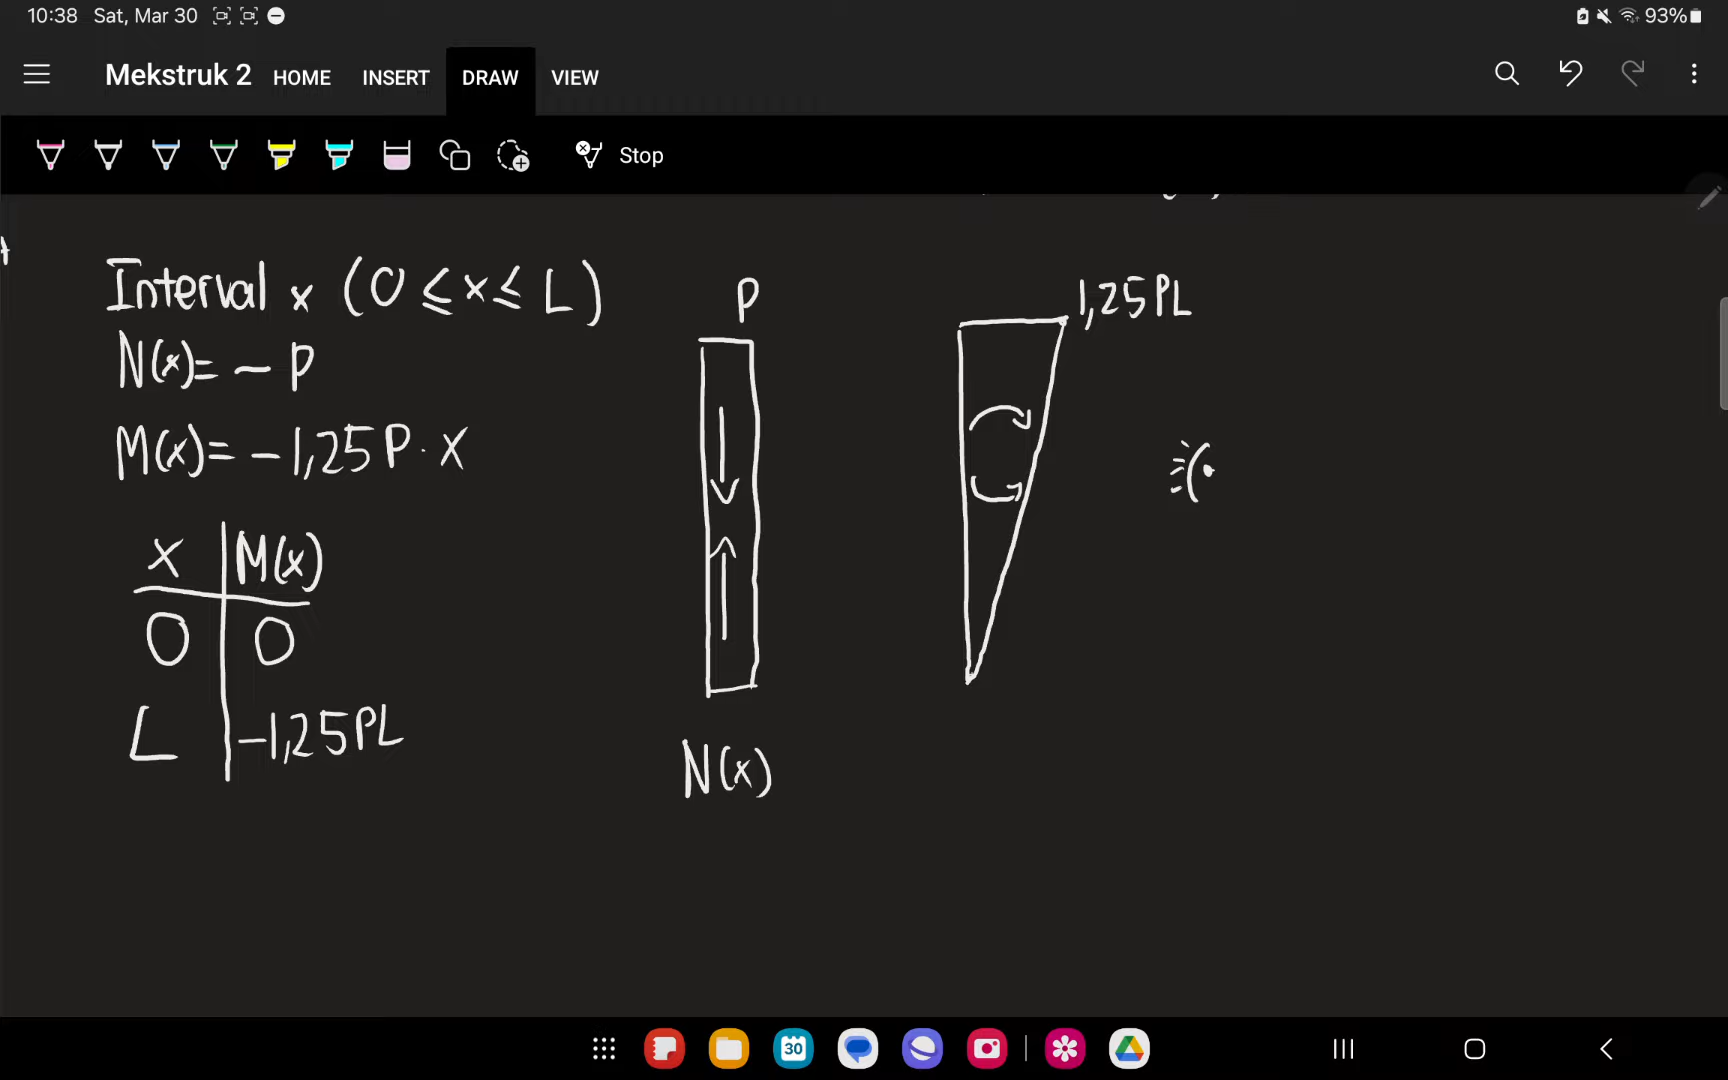 10:38 Sat, Mar 30
93%
Mekstruk 2 HOME INSERT DRAW VIEW
Stop
Interval x (0 ≤ x ≤ L)
N(x)= - P
M(x)= - 1,25 P · X
X | M(x)
0 | 0
L | -1,25PL
P
N(x)
1,25PL
30